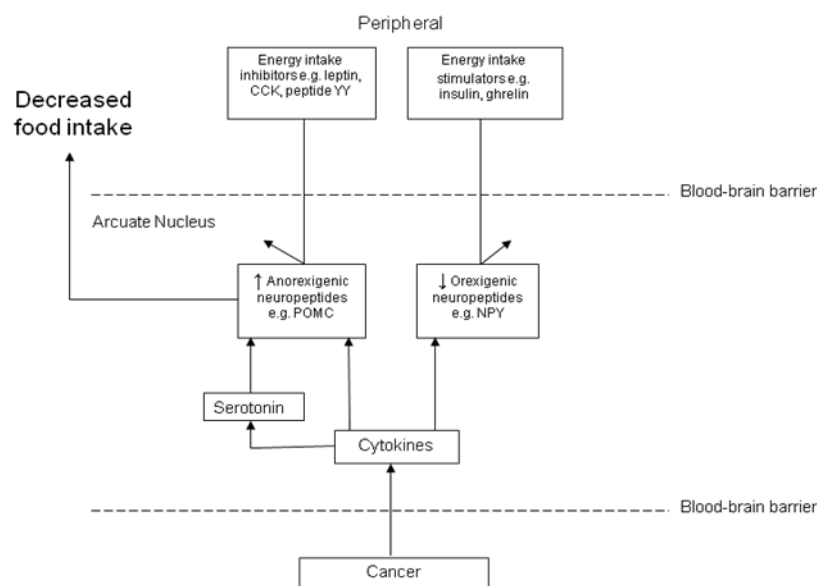 Peripheral
Energy intake
inhibitors e.g. leptin,
CCK, peptide YY
Energy intake
stimulators e.g.
insulin, ghrelin
Decreased
food intake
Blood-brain barrier
Arcuate Nucleus
↑ Anorexigenic
neuropeptides
e.g. POMC
↓ Orexigenic
neuropeptides
e.g. NPY
Serotonin
Cytokines
Blood-brain barrier
Cancer